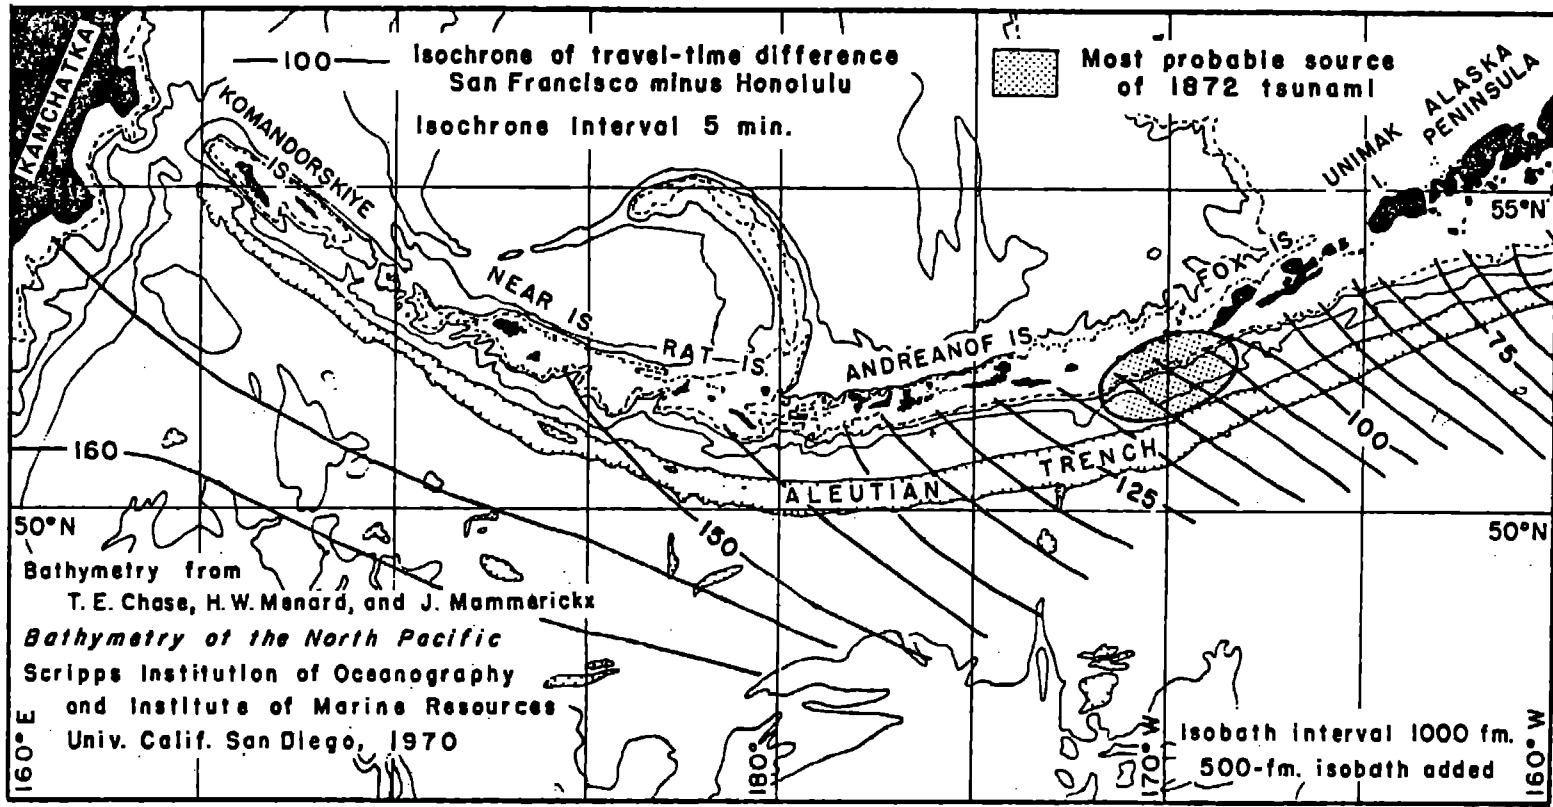 —100— Isochrone of travel-time difference
San Francisco minus Honolulu
Isochrone Interval 5 min.
Most probable source
of 1872 tsunami
KAMCHATKA
KOMANDORSKIYE
IS.
NEAR IS.
RAT IS.
ANDREANOF IS.
FOX IS.
UNIMAK I.
ALASKA
PENINSULA
55°N
75
100
125
150
160
ALEUTIAN TRENCH
50°N
50°N
Bathymetry from
T. E. Chase, H. W. Menard, and J. Mammerickx
Bathymetry of the North Pacific
Scripps Institution of Oceanography
and Institute of Marine Resources
Univ. Calif. San Diego, 1970
Isobath interval 1000 fm.
500-fm. isobath added
160° E
180°
170° W
160° W